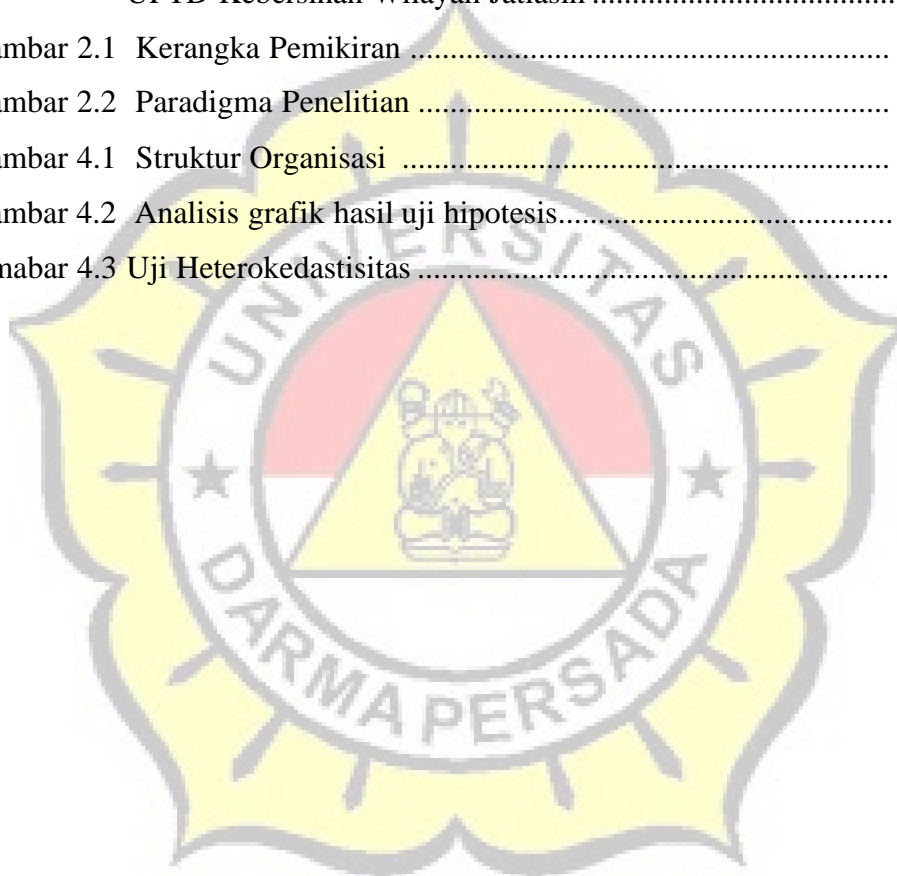 UPTD Kebersihan Wilayah Jatiasih ....................................
ambar 2.1 Kerangka Pemikiran .........................................................
ambar 2.2 Paradigma Penelitian ........................................................
ambar 4.1 Struktur Organisasi ..........................................................
ambar 4.2 Analisis grafik hasil uji hipotesis........................................
mabar 4.3 Uji Heterokedastisitas ........................................................
UNIVERSITAS
DARMA PERSADA